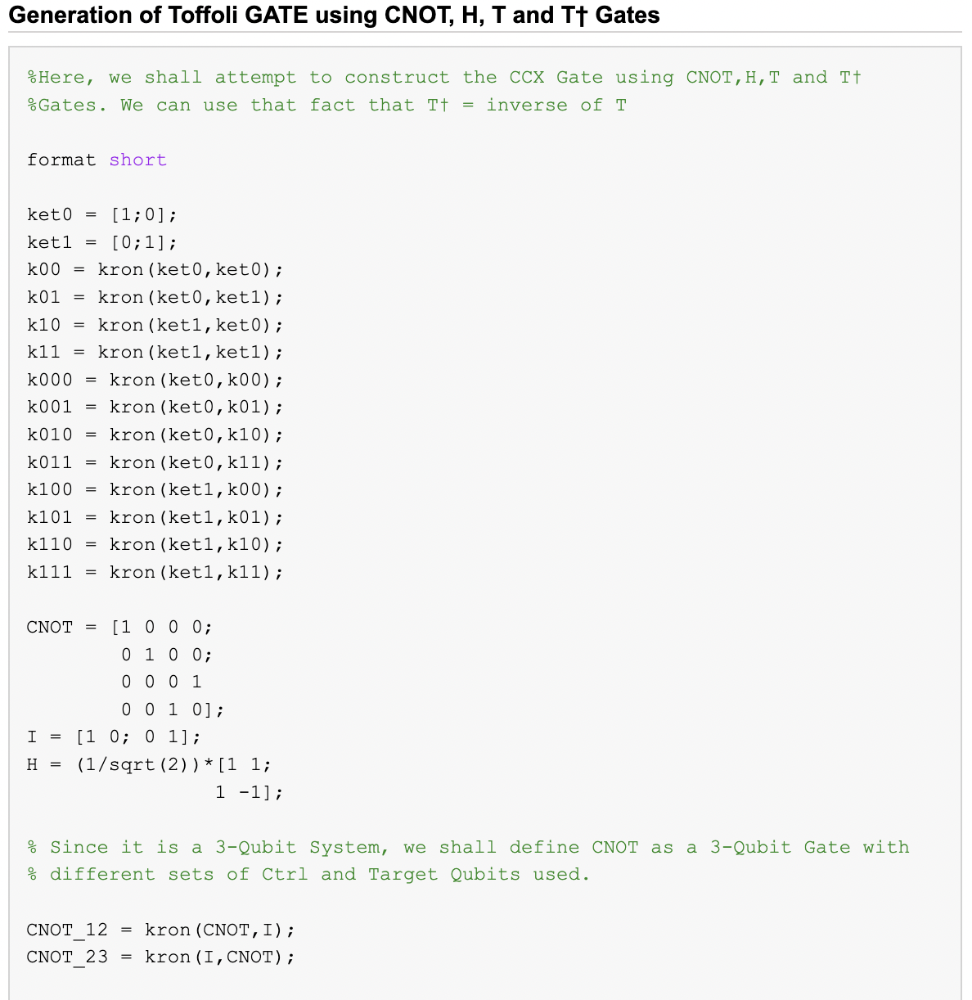 Generation of Toffoli GATE using CNOT, H, T and T† Gates
%Here, we shall attempt to construct the CCX Gate using CNOT,H,T and T†
%Gates. We can use that fact that T† = inverse of T
format short
ket0 = [1;0];
ket1 = [0;1];
k00 = kron(ket0,ket0);
k01 = kron(ket0,ket1);
k10 = kron(ket1,ket0);
k11 = kron(ket1,ket1);
k000 = kron(ket0,k00);
k001 = kron(ket0,k01);
k010 = kron(ket0,k10);
k011 = kron(ket0,k11);
k100 = kron(ket1,k00);
k101 = kron(ket1,k01);
k110 = kron(ket1,k10);
k111 = kron(ket1,k11);
CNOT = [1 0 0 0;
0 1 0 0;
0 0 0 1
0 0 1 0];
I = [1 0; 0 1];
H = (1/sqrt(2))*[1 1;
1 -1];
% Since it is a 3-Qubit System, we shall define CNOT as a 3-Qubit Gate with
% different sets of Ctrl and Target Qubits used.
CNOT_12 = kron(CNOT,I);
CNOT_23 = kron(I,CNOT);